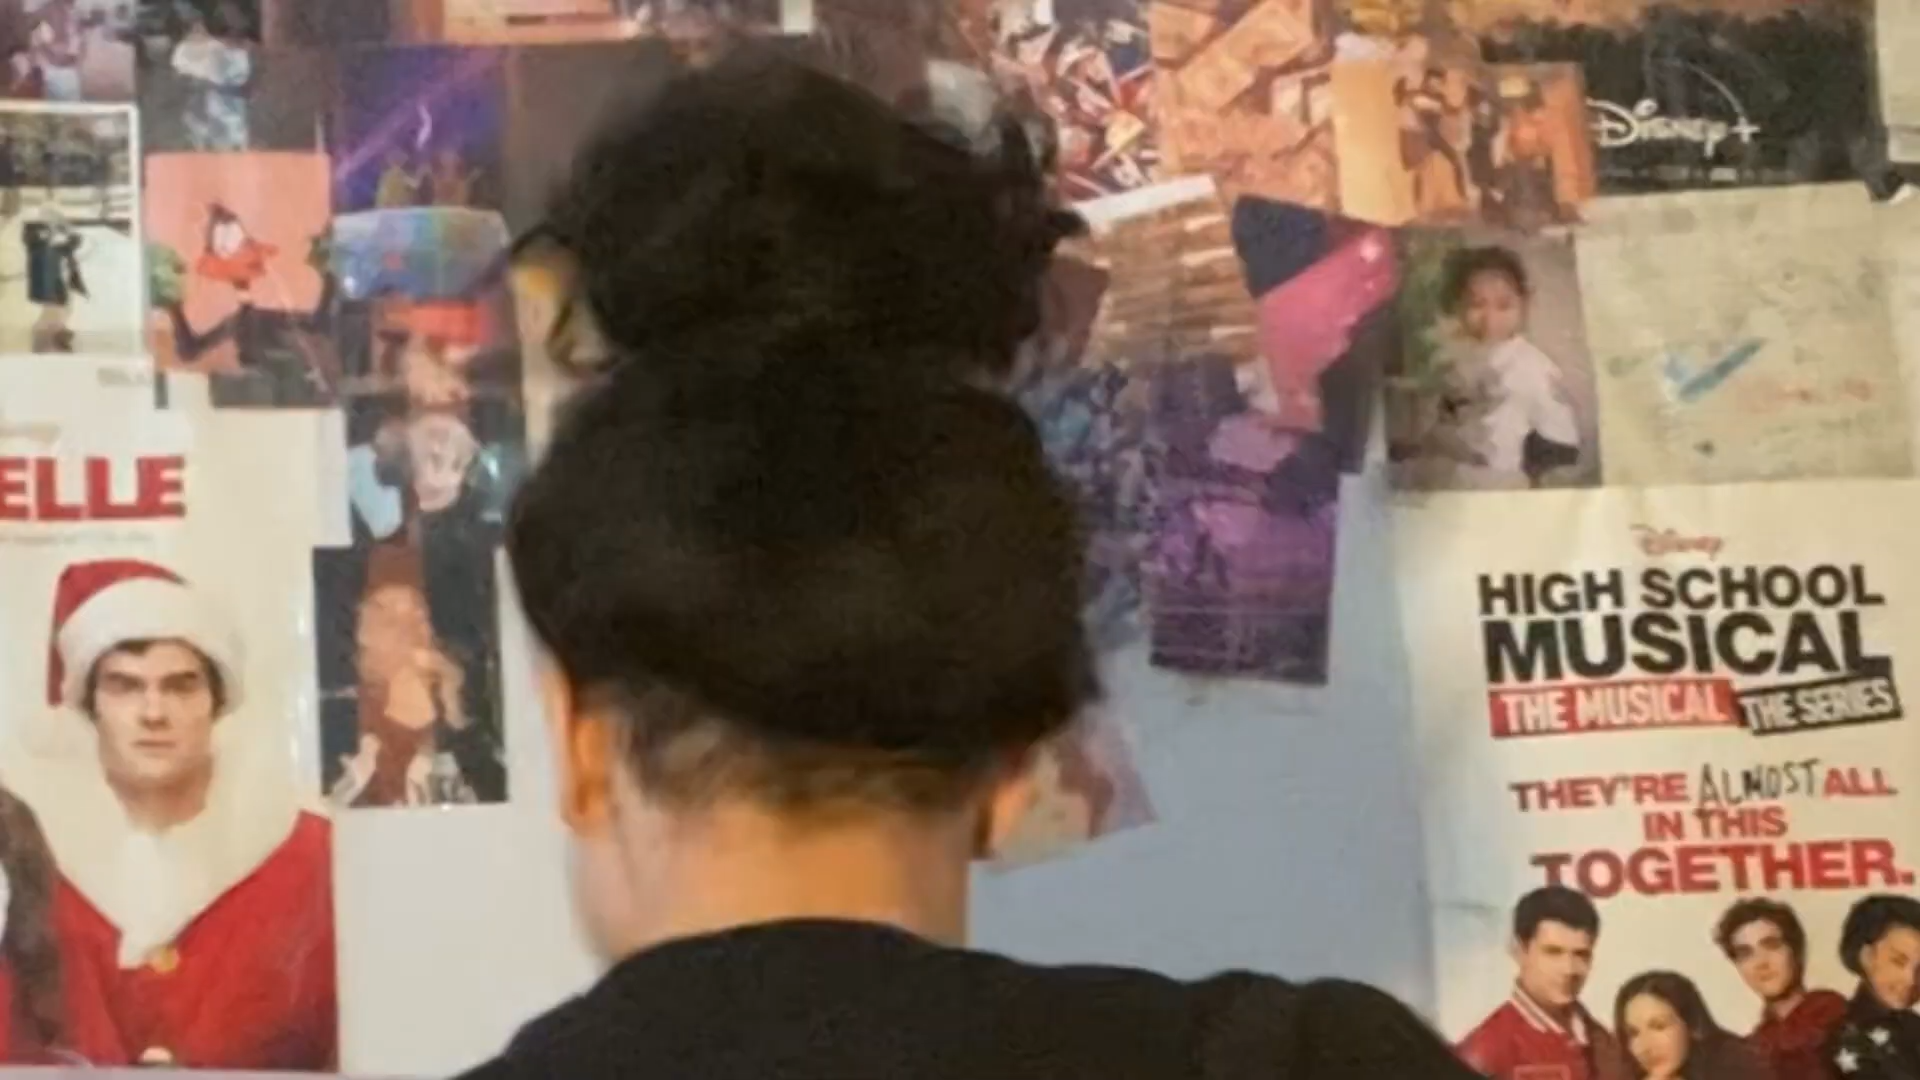 Disney+
ELLE
Disney
HIGH SCHOOL
MUSICAL
THE MUSICAL THE SERIES
THEY'RE ALMOST ALL
IN THIS
TOGETHER.